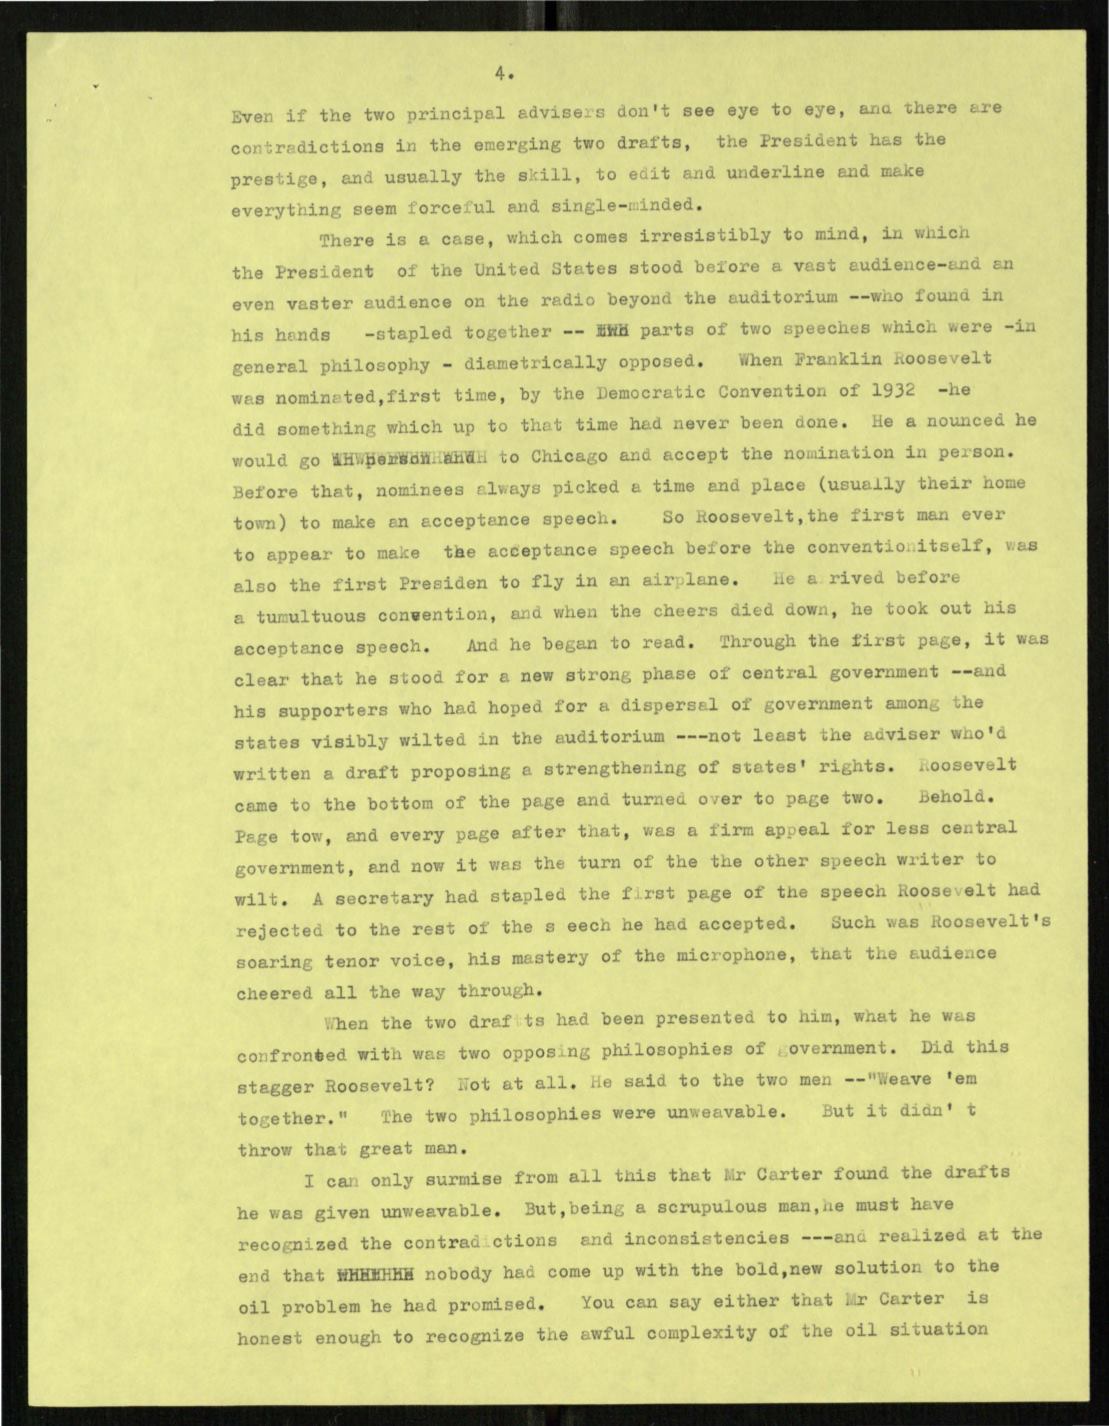 4.
Even if the two principal advisers don't see eye to eye, and there are
contradictions in the emerging two drafts, the President has the
prestige, and usually the skill, to edit and underline and make
everything seem forceful and single-minded.
There is a case, which comes irresistibly to mind, in which
the President of the United States stood before a vast audience-and an
even vaster audience on the radio beyond the auditorium --who found in
his hands -stapled together -- parts of two speeches which were -in
general philosophy - diametrically opposed. When Franklin Roosevelt
was nominated,first time, by the Democratic Convention of 1932 -he
did something which up to that time had never been done. He a nounced he
would go to Chicago and accept the nomination in person.
Before that, nominees always picked a time and place (usually their home
town) to make an acceptance speech. So Roosevelt,the first man ever
to appear to make the acceptance speech before the conventionitself, was
also the first Presiden to fly in an airplane. He a rived before
a tumultuous convention, and when the cheers died down, he took out his
acceptance speech. And he began to read. Through the first page, it was
clear that he stood for a new strong phase of central government --and
his supporters who had hoped for a dispersal of government among the
states visibly wilted in the auditorium ---not least the adviser who'd
written a draft proposing a strengthening of states' rights. Roosevelt
came to the bottom of the page and turned over to page two. Behold.
Page tow, and every page after that, was a firm appeal for less central
government, and now it was the turn of the the other speech writer to
wilt. A secretary had stapled the first page of the speech Roosevelt had
rejected to the rest of the s eech he had accepted. Such was Roosevelt's
soaring tenor voice, his mastery of the microphone, that the audience
cheered all the way through.
When the two draf ts had been presented to him, what he was
confronted with was two opposing philosophies of government. Did this
stagger Roosevelt? Not at all. He said to the two men --"Weave 'em
together." The two philosophies were unweavable. But it didn' t
throw that great man.
I can only surmise from all this that Mr Carter found the drafts
he was given unweavable. But,being a scrupulous man,he must have
recognized the contradictions and inconsistencies ---and realized at the
end that nobody had come up with the bold,new solution to the
oil problem he had promised. You can say either that Mr Carter is
honest enough to recognize the awful complexity of the oil situation